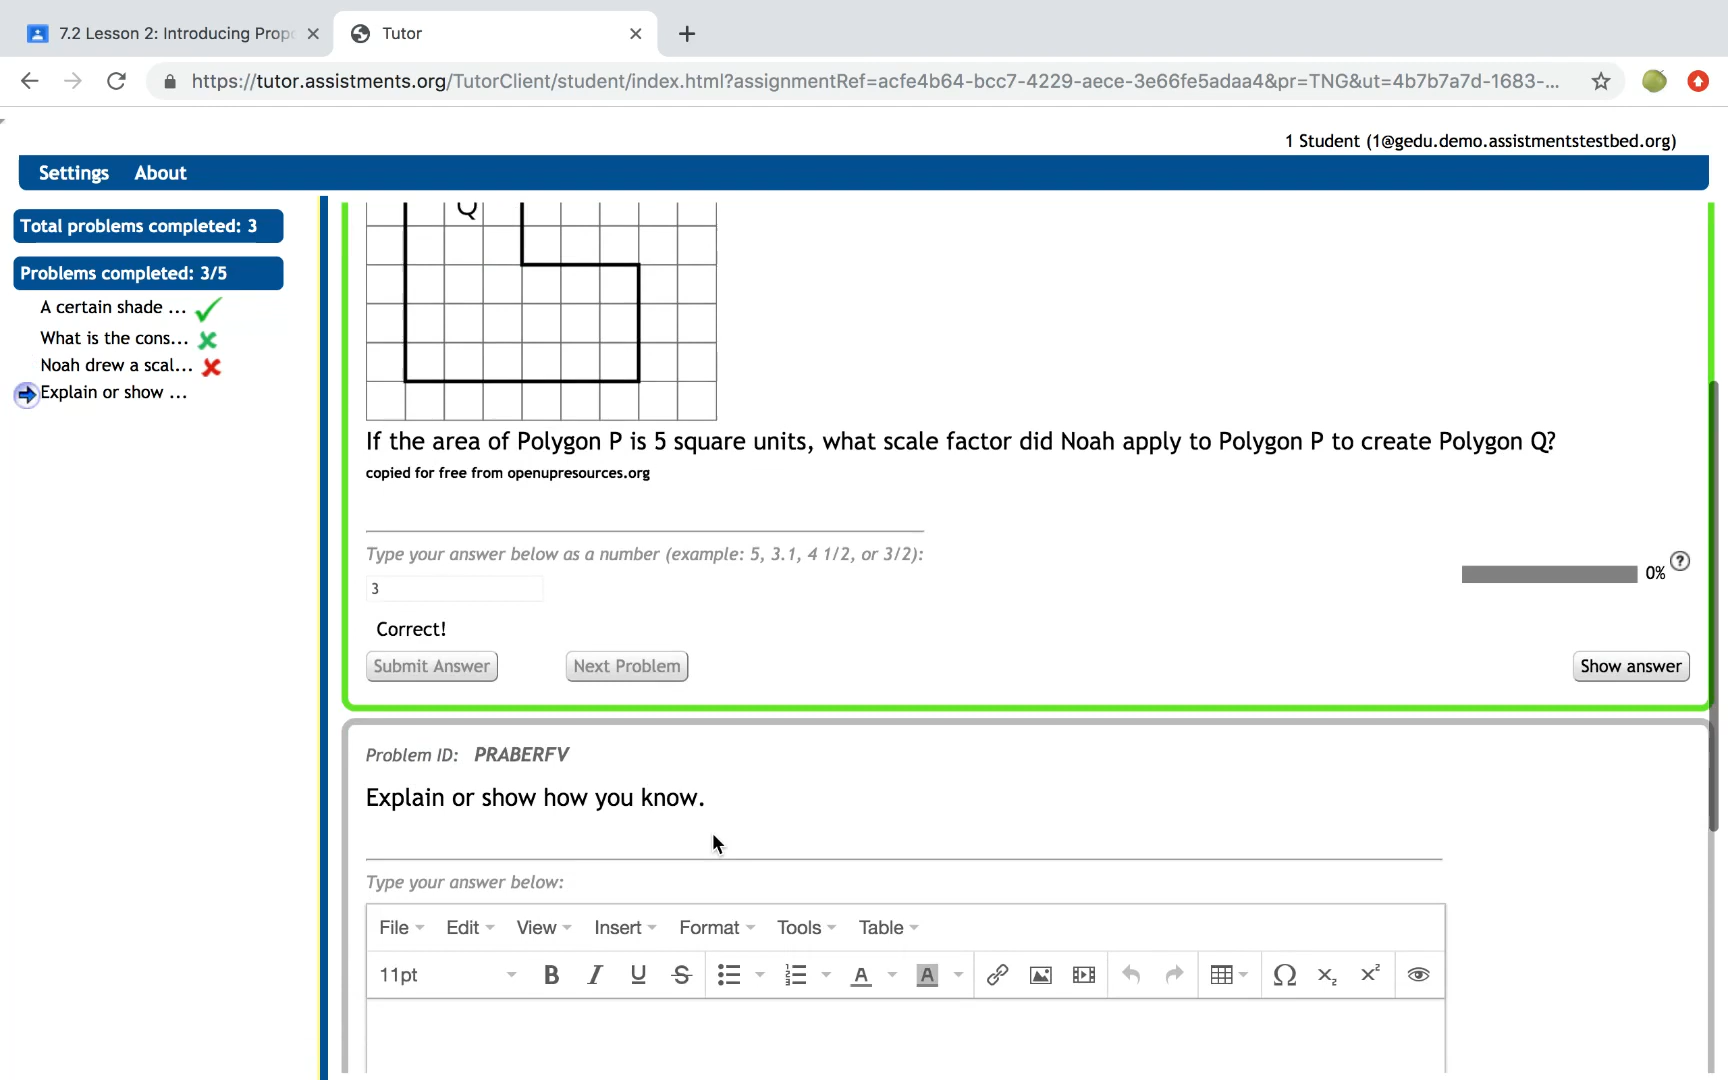 7.2 Lesson 2: Introducing Prop
Tutor
https://tutor.assistments.org/TutorClient/student/index.html?assignmentRef=acfe4b64-bcc7-4229-aece-3e66fe5adaa4&pr=TNG&ut=4b7b7a7d-1683-...
1 Student (1@gedu.demo.assistmentstestbed.org)
Settings About
Total problems completed: 3
Problems completed: 3/5
A certain shade ...
What is the cons...
Noah drew a scal...
Explain or show ...
Q
If the area of Polygon P is 5 square units, what scale factor did Noah apply to Polygon P to create Polygon Q?
copied for free from openupresources.org
Type your answer below as a number (example: 5, 3.1, 4 1/2, or 3/2):
0%
3
Correct!
Submit Answer Next Problem Show answer
Problem ID: PRABERFV
Explain or show how you know.
Type your answer below:
File Edit View Insert Format Tools Table
11pt B I U S A A Ω x₂ x²